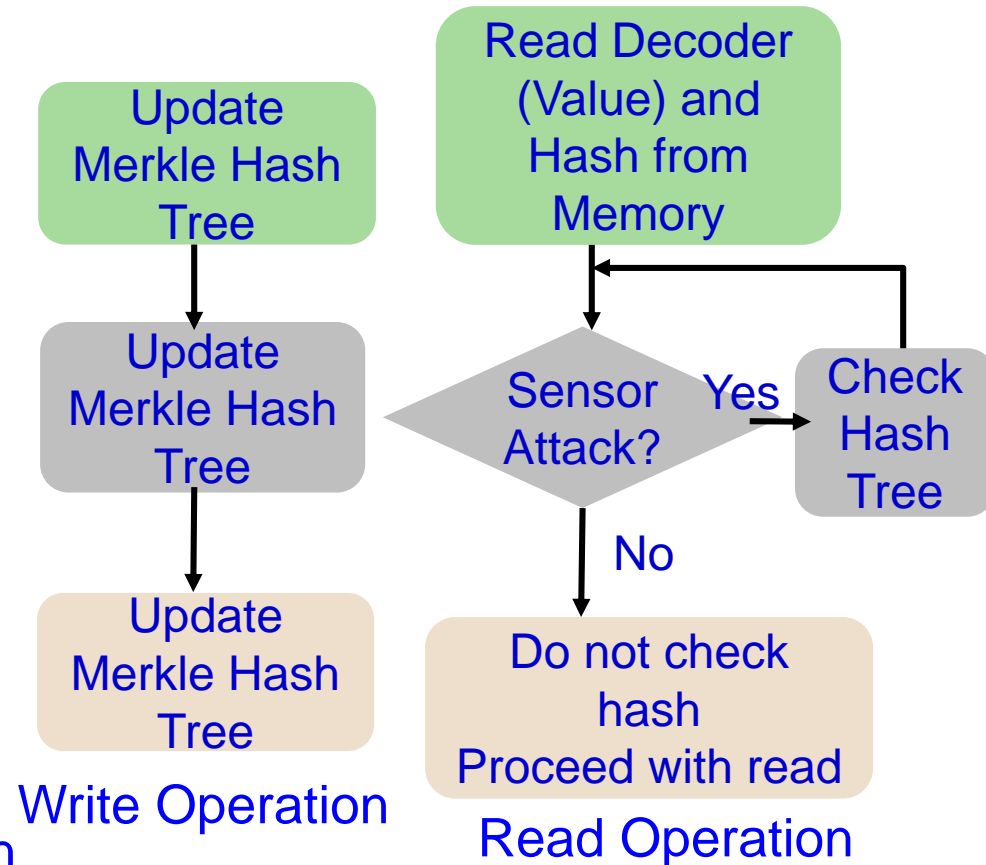 Update
Merkle Hash
Tree
Update
Merkle Hash
Tree
Update
Merkle Hash
Tree
Write Operation
Read Decoder
(Value) and
Hash from
Memory
Sensor
Attack?
Yes
Check
Hash
Tree
No
Do not check
hash
Proceed with read
Read Operation